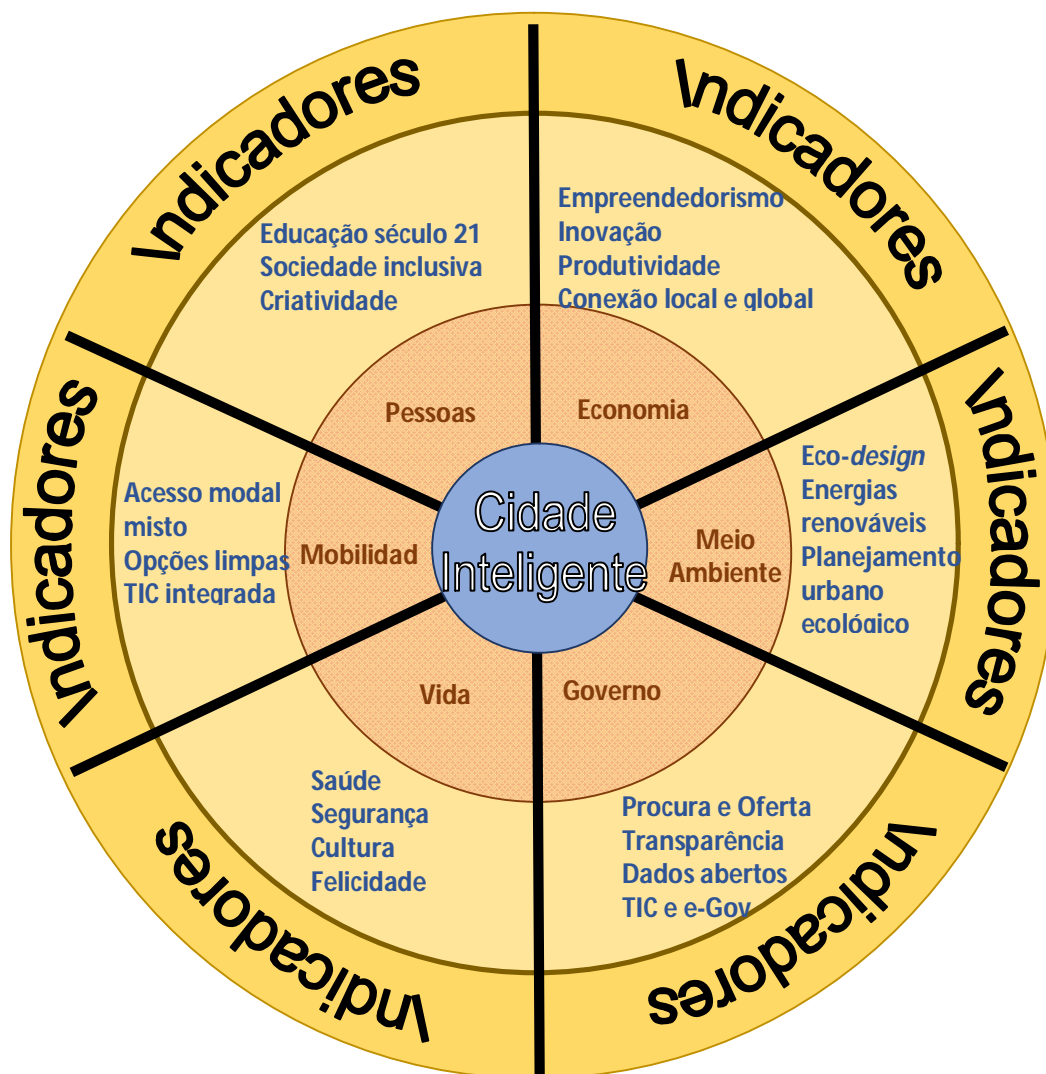 Indicadores
Indicadores
Educação século 21
Sociedade inclusiva
Criatividade
Empreendedorismo
Inovação
Produtividade
Conexão local e global
Pessoas
Economia
Indicadores
Indicadores
Acesso modal
misto
Opções limpas
TIC integrada
Mobilidad
Cidade
Inteligente
Meio
Ambiente
Eco-design
Energias
renováveis
Planejamento
urbano
ecológico
Vida
Governo
Saúde
Segurança
Cultura
Felicidade
Procura e Oferta
Transparência
Dados abertos
TIC e e-Gov
Indicadores
Indicadores